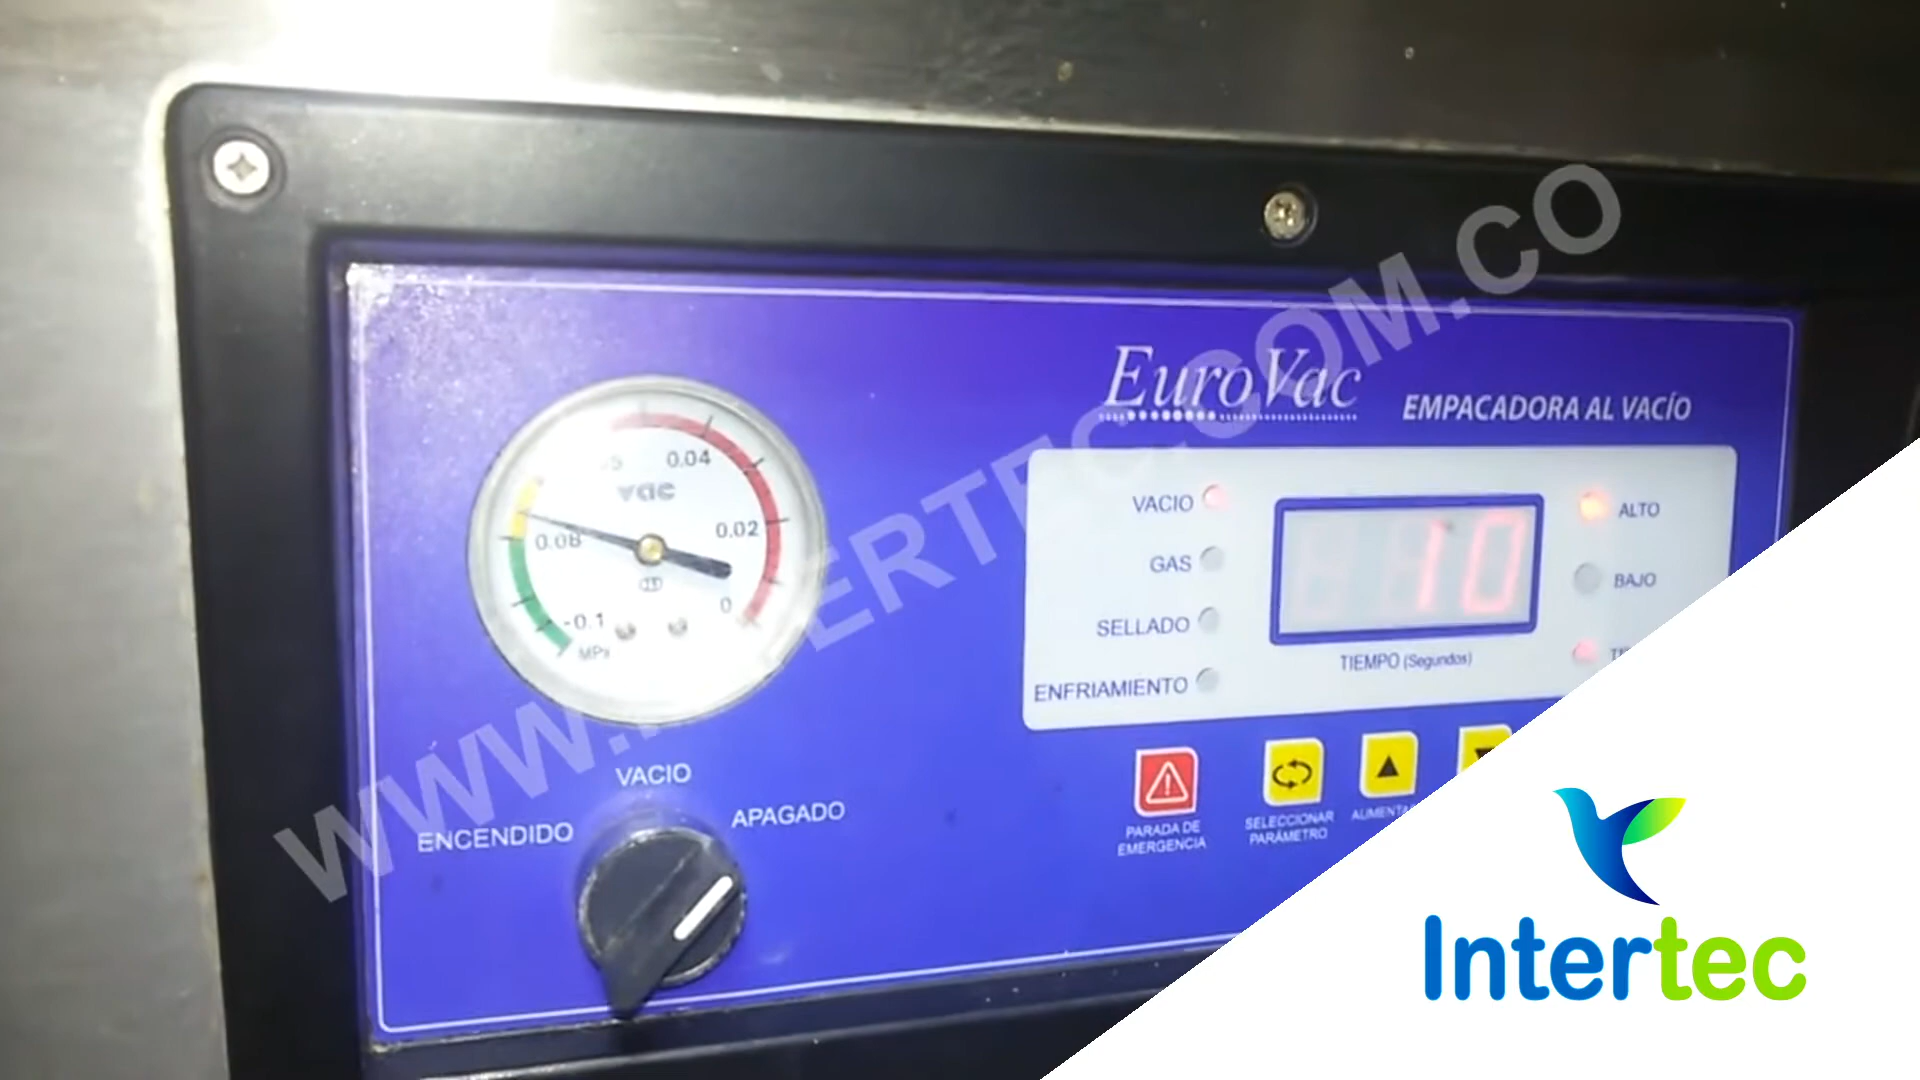 WWW.INTERTEC.COM.CO
EuroVac
EMPACADORA AL VACÍO
0.04
vac
0.02
0.08
0
-0.1
MPa
VACIO
GAS
SELLADO
ENFRIAMIENTO
10
TIEMPO (Segundos)
ALTO
BAJO
VACIO
ENCENDIDO
APAGADO
PARADA DE
EMERGENCIA
SELECCIONAR
PARÁMETRO
Intertec